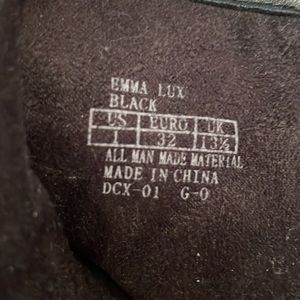 EMMA LUX
BLACK
US EURO UK
1 32 13½
ALL MAN MADE MATERIAL
MADE IN CHINA
DCX-01 G-0